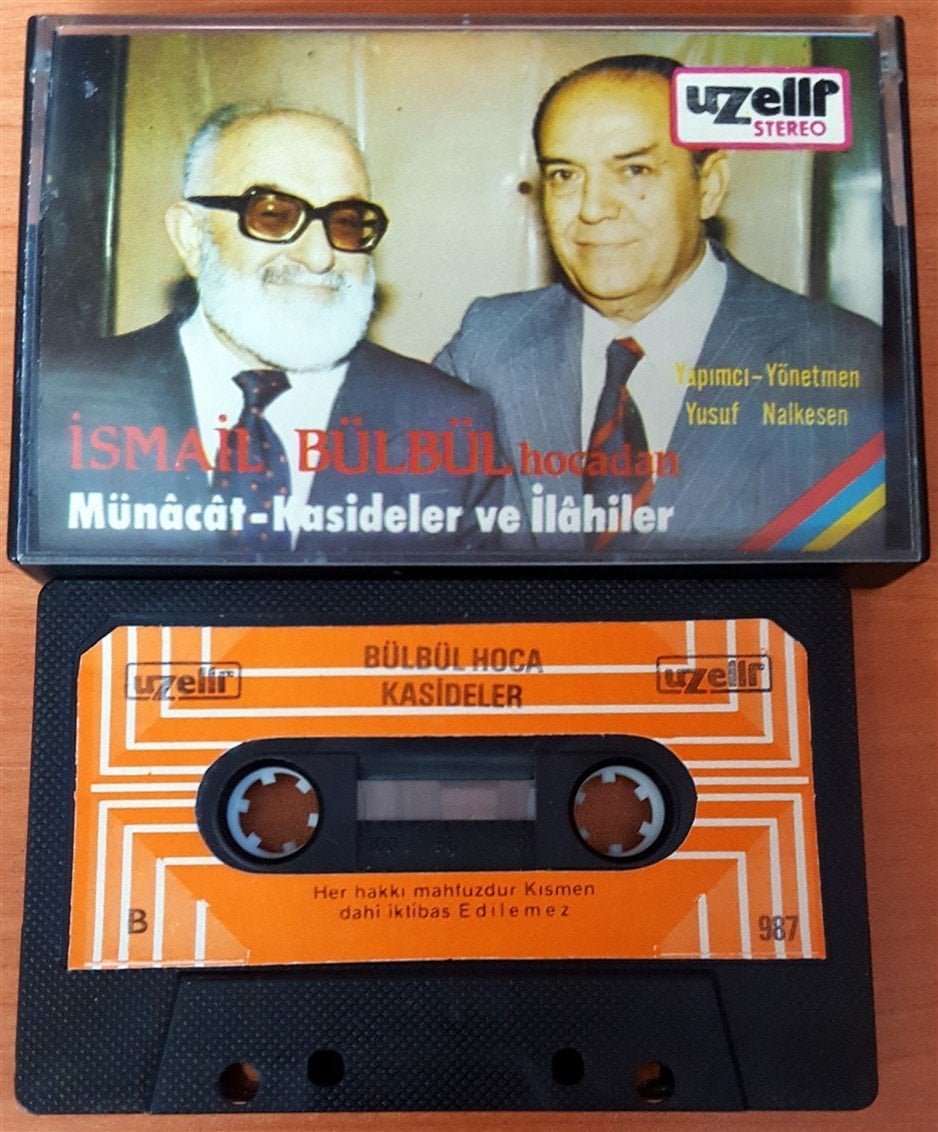 uzelli
STEREO
Yapımcı-Yönetmen
Yusuf Nalkesen
İSMAİL BÜLBÜL hocadan
Münâcât-Kasideler ve İlâhiler
uzelli
BÜLBÜL HOCA
uzelli
KASİDELER
Her hakkı mahfuzdur Kısmen
dahi iktibas Edilemez
B
987